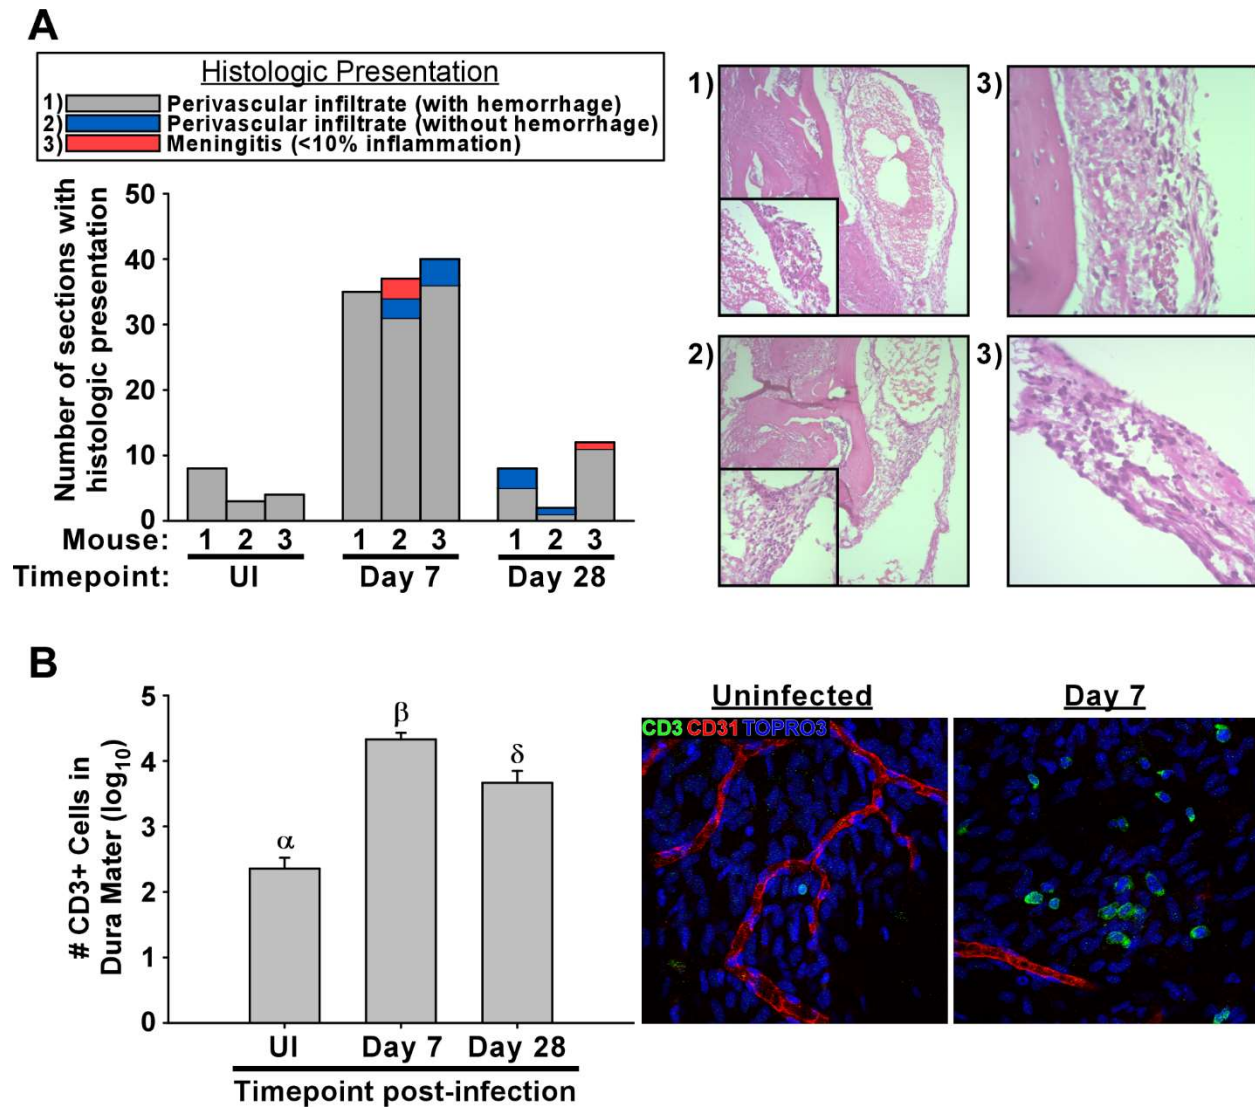 A
Histologic Presentation
1) Perivascular infiltrate (with hemorrhage)
2) Perivascular infiltrate (without hemorrhage)
3) Meningitis (<10% inflammation)
Number of sections with
histologic presentation
50
40
30
20
10
0
Mouse: 1 2 3 1 2 3 1 2 3
Timepoint: UI Day 7 Day 28
1)
3)
2)
3)
B
# CD3+ Cells in
Dura Mater (log10)
5
4
3
2
1
0
α
β
δ
UI Day 7 Day 28
Timepoint post-infection
Uninfected
Day 7
CD3 CD31 TOPRO3